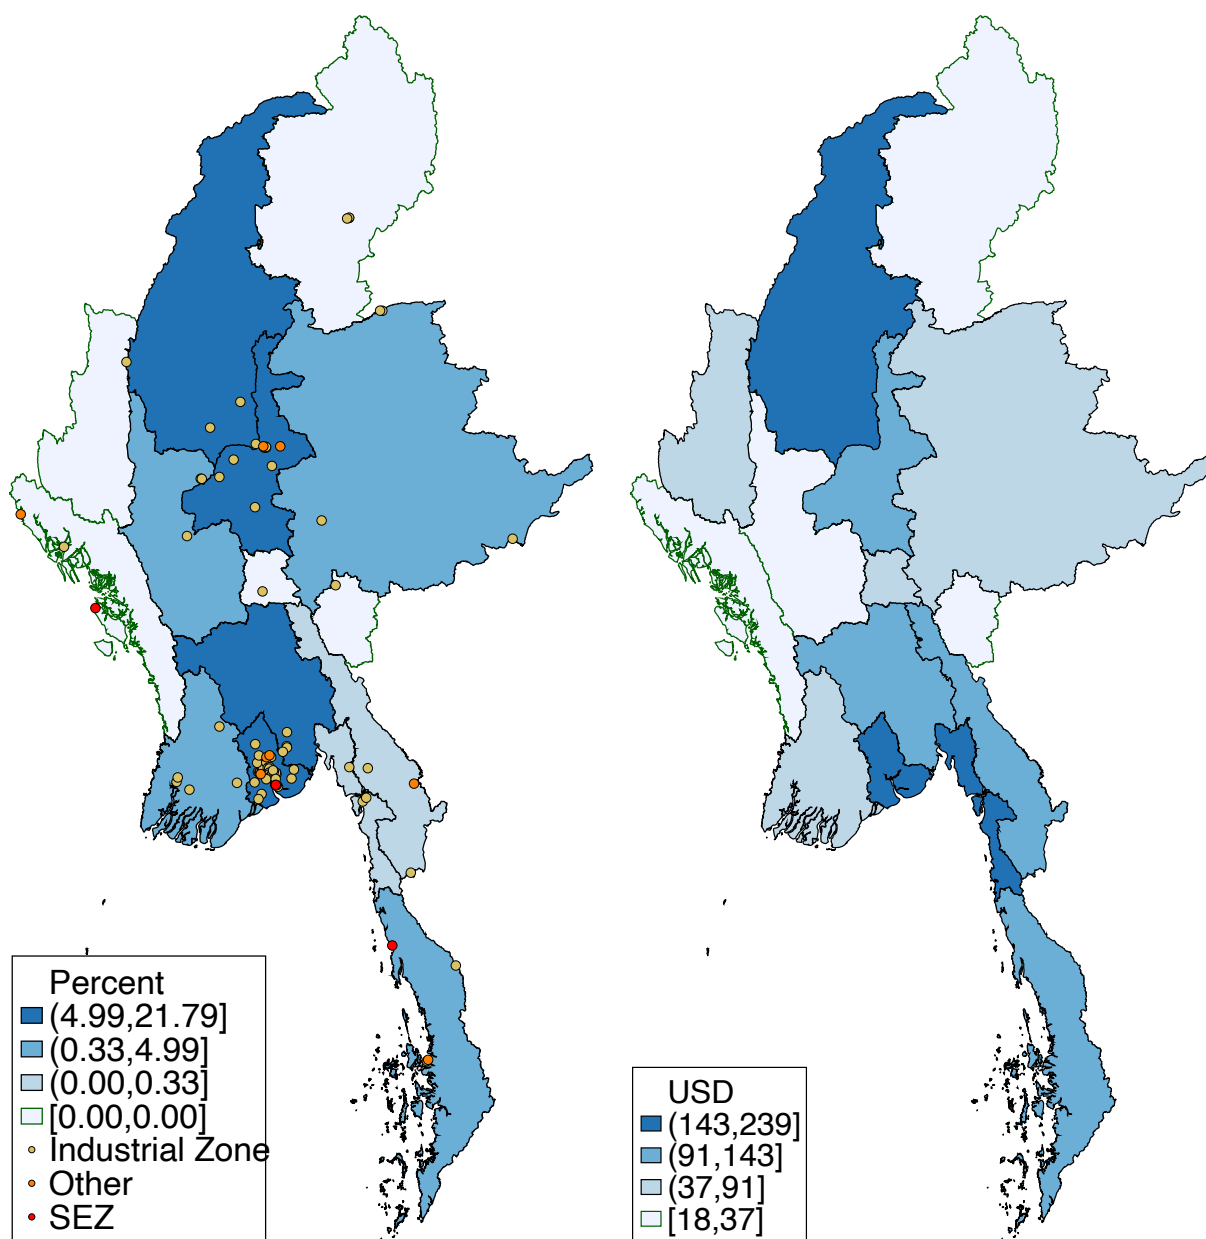 Percent
(4.99,21.79]
(0.33,4.99]
(0.00,0.33]
[0.00,0.00]
Industrial Zone
Other
SEZ
USD
(143,239]
(91,143]
(37,91]
[18,37]